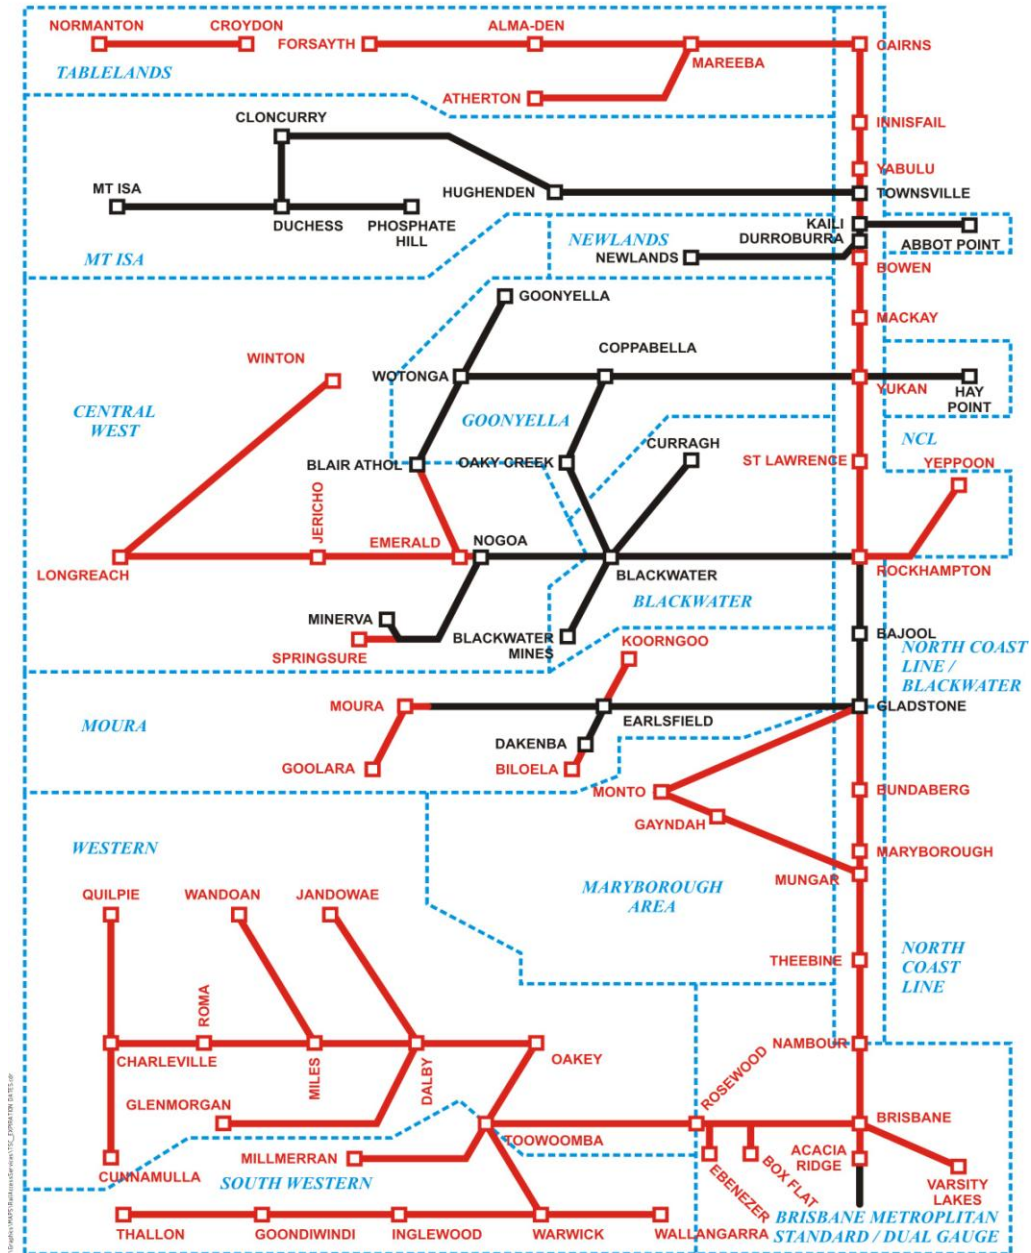 NORMANTON
CROYDON
FORSAYTH
ALMA-DEN
CAIRNS
MAREEBA
TABLELANDS
ATHERTON
CLONCURRY
INNISFAIL
YABULU
MT ISA
HUGHENDEN
TOWNSVILLE
DUCHESS
PHOSPHATE
HILL
KAILI
NEWLANDS
DURROBURRA
ABBOT POINT
MT ISA
NEWLANDS
BOWEN
GOONYELLA
MACKAY
COPPABELLA
WINTON
WOTONGA
YUKAN
HAY
POINT
CENTRAL
WEST
GOONYELLA
CURRAGH
NCL
BLAIR ATHOL
OAKY CREEK
ST LAWRENCE
YEPPOON
JERICHO
EMERALD
NOGOA
LONGREACH
BLACKWATER
ROCKHAMPTON
BLACKWATER
MINERVA
BLACKWATER
MINES
BAJOOL
KOORNGOO
NORTH COAST
LINE /
BLACKWATER
SPRINGSURE
MOURA
EARLSFIELD
GLADSTONE
MOURA
DAKENBA
GOOLARA
BILOELA
MONTO
BUNDABERG
GAYNDAH
WESTERN
MARYBOROUGH
MUNGAR
MARYBOROUGH
AREA
QUILPIE
WANDOAN
JANDOWAE
NORTH
COAST
LINE
THEEBINE
ROMA
NAMBOUR
CHARLEVILLE
MILES
DALBY
OAKEY
ROSEWOOD
GLENMORGAN
BRISBANE
TOOWOOMBA
ACACIA
RIDGE
CUNNAMULLA
MILLMERRAN
SOUTH WESTERN
EBENEZER
BOX FLAT
VARSITY
LAKES
THALLON
GOONDIWINDI
INGLEWOOD
WARWICK
WALLANGARRA
BRISBANE METROPLITAN
STANDARD / DUAL GAUGE